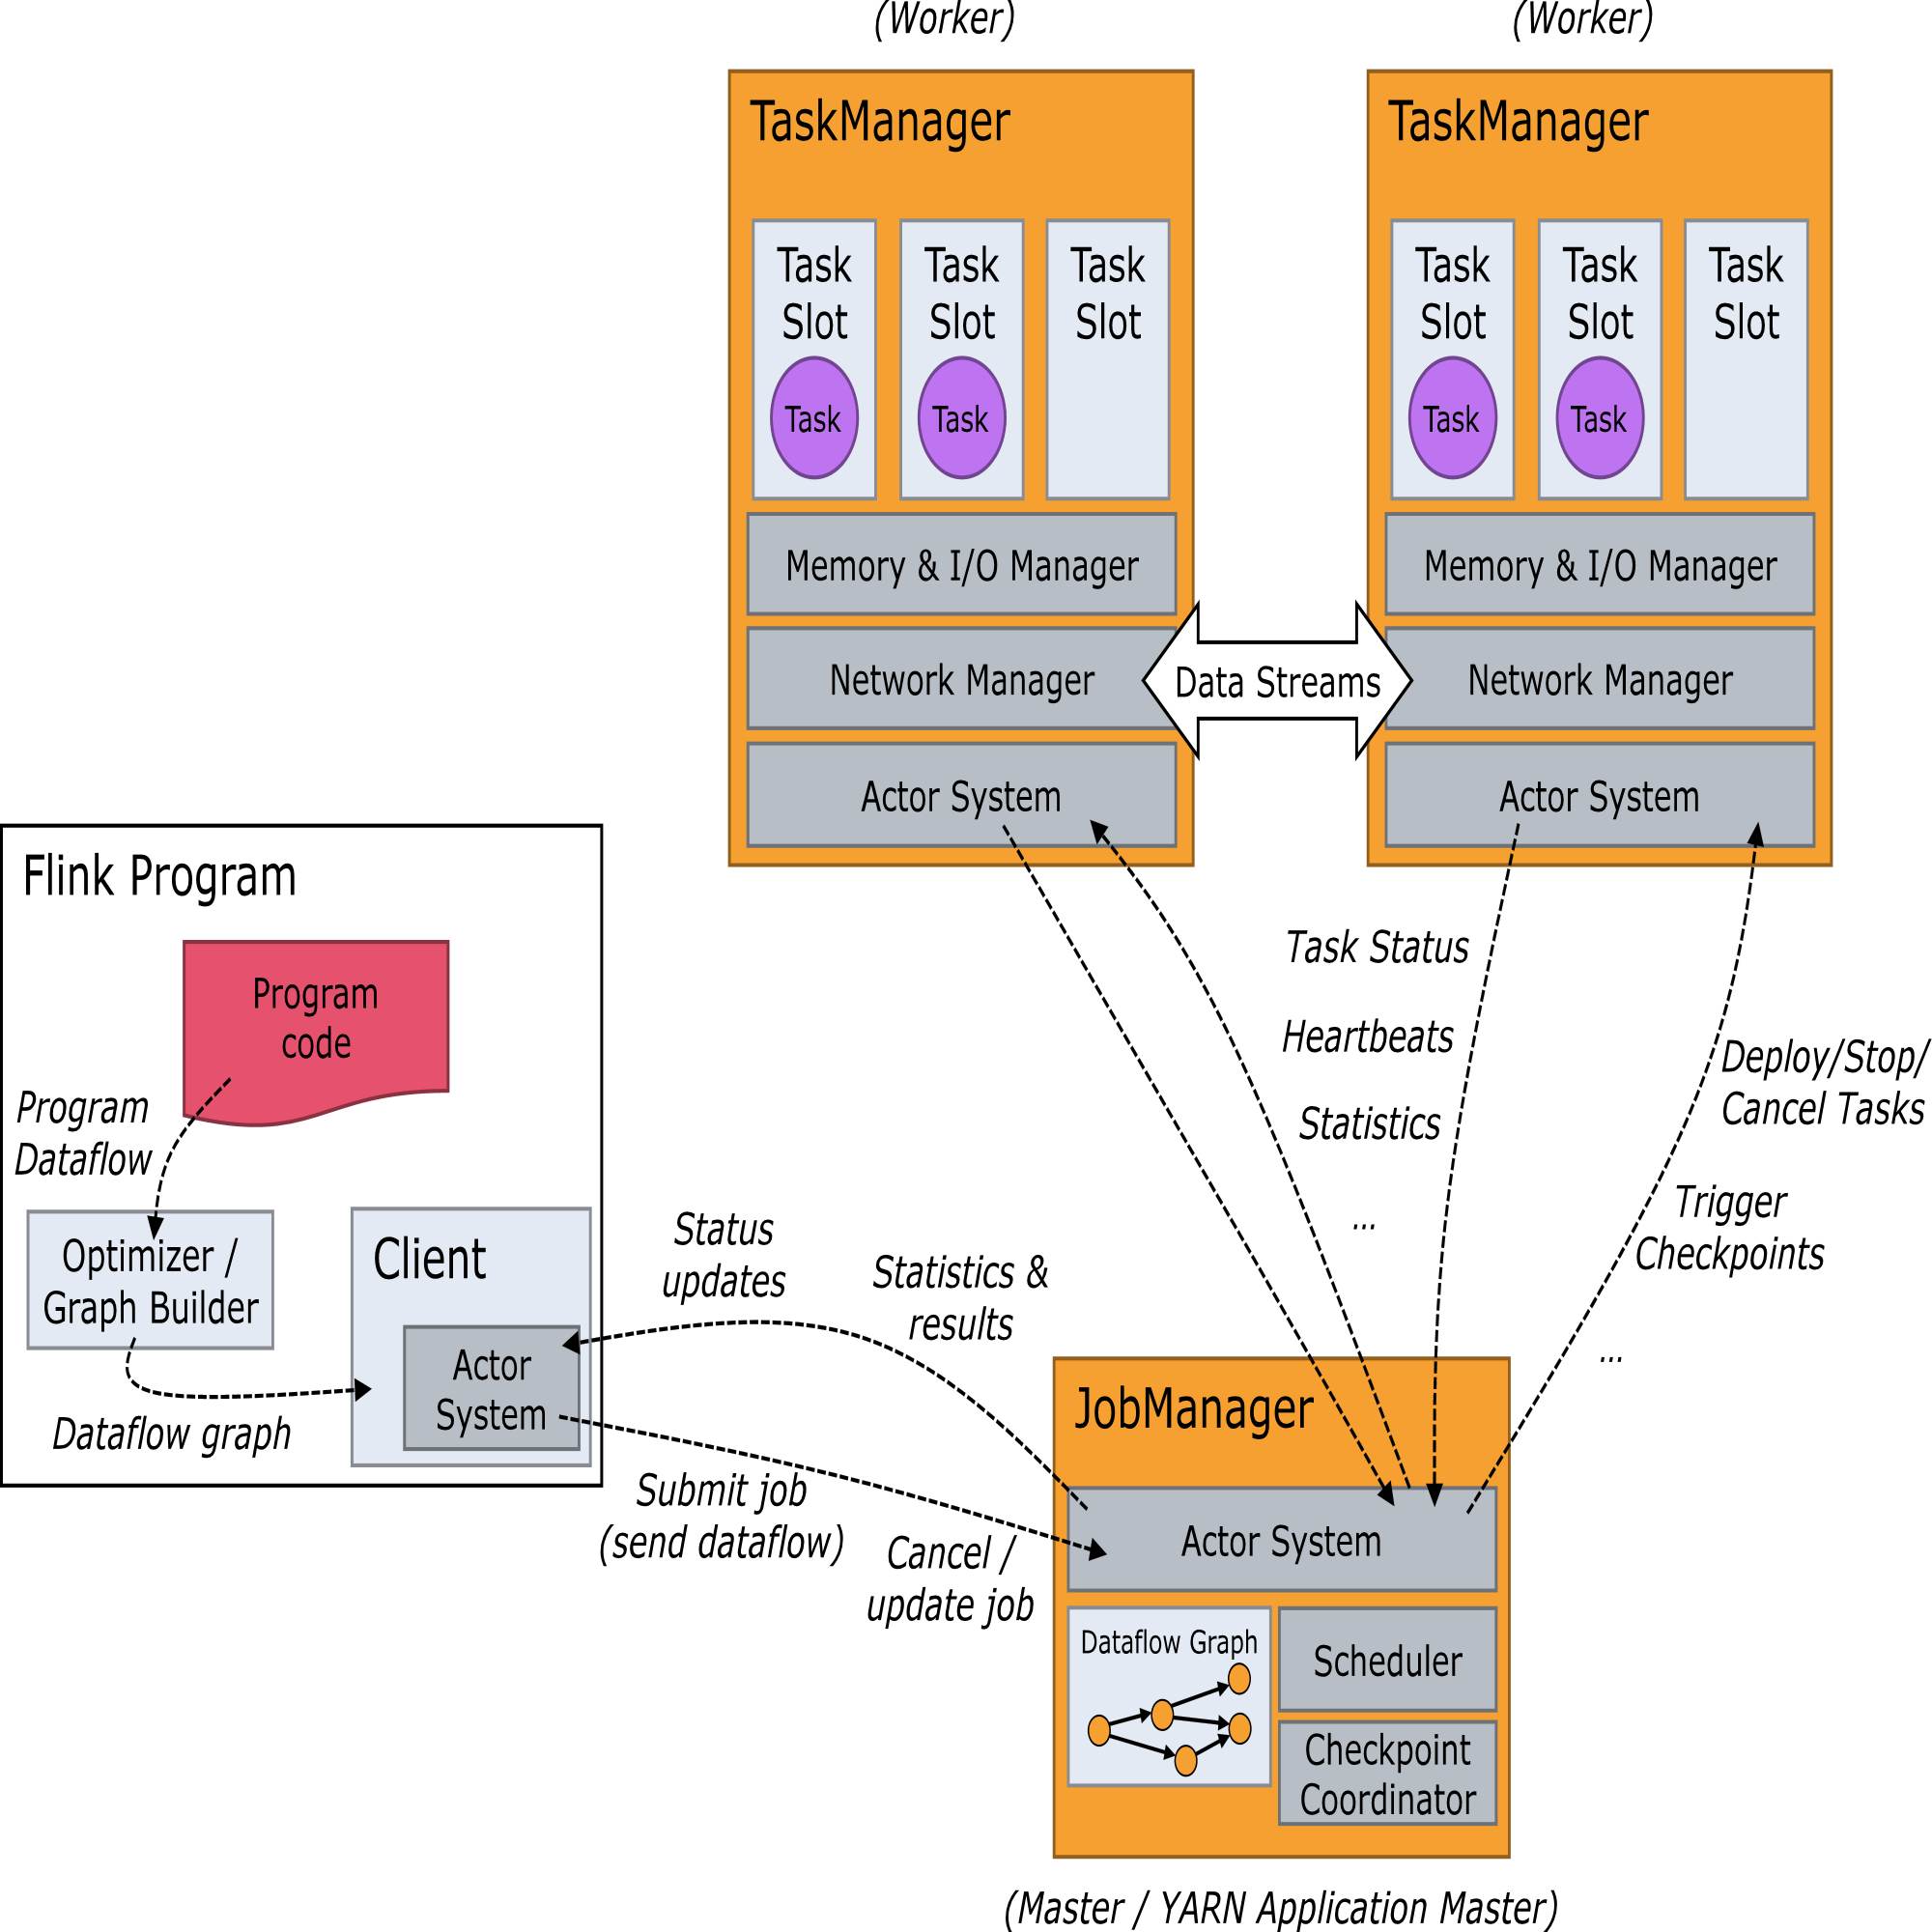 (Worker)
(Worker)
TaskManager
Task
Slot
Task
Task
Slot
Task
Task
Slot
Memory & I/O Manager
Network Manager
Actor System
TaskManager
Task
Slot
Task
Task
Slot
Task
Task
Slot
Memory & I/O Manager
Network Manager
Actor System
Data Streams
Flink Program
Program
code
Program
Dataflow
Optimizer /
Graph Builder
Dataflow graph
Client
Actor
System
Status
updates
Statistics &
results
Submit job
(send dataflow)
Cancel /
update job
Task Status
Heartbeats
Statistics
...
Deploy/Stop/
Cancel Tasks
Trigger
Checkpoints
...
JobManager
Actor System
Dataflow Graph
Scheduler
Checkpoint
Coordinator
(Master / YARN Application Master)